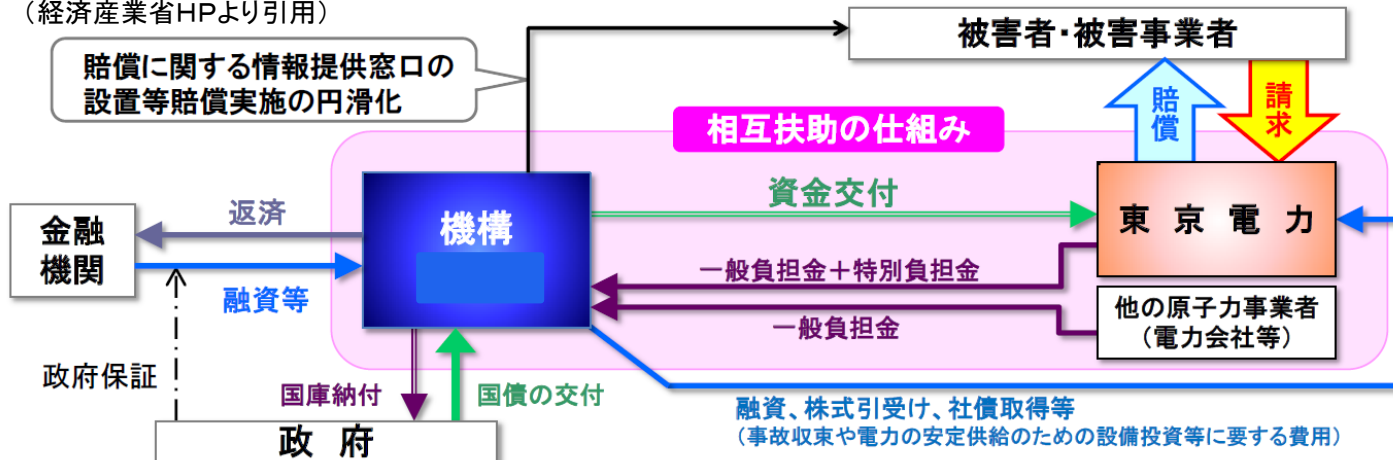 （経済産業省HPより引用）
被害者・被害事業者
賠償に関する情報提供窓口の
設置等賠償実施の円滑化
賠償
請求
相互扶助の仕組み
資金交付
返済
金融
機関
機構
東京電力
融資等
一般負担金＋特別負担金
一般負担金
他の原子力事業者
（電力会社等）
政府保証
国庫納付
国債の交付
融資、株式引受け、社債取得等
（事故収束や電力の安定供給のための設備投資等に要する費用）
政府